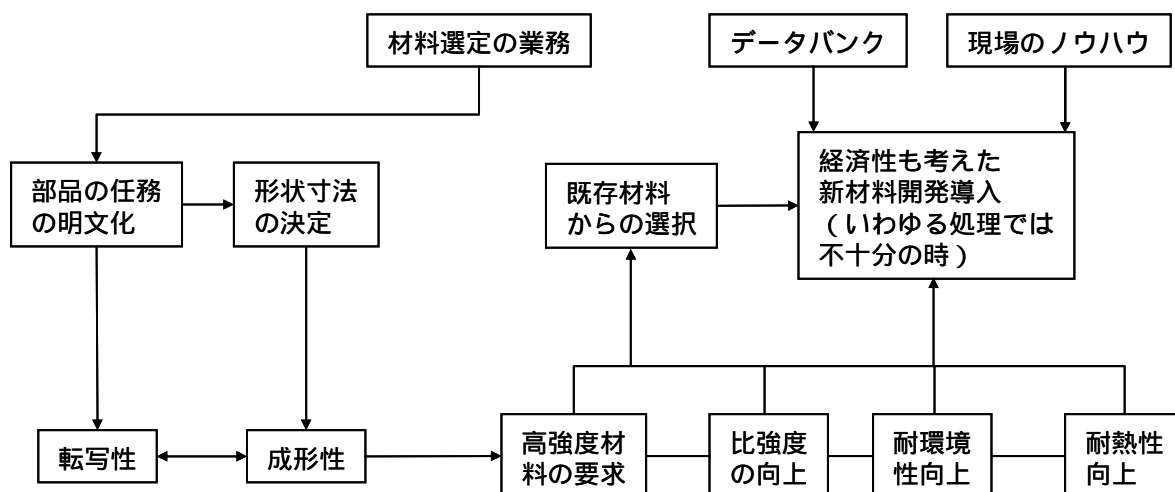 材料選定の業務
データバンク
現場のノウハウ
部品の任務
の明文化
形状寸法
の決定
既存材料
からの選択
経済性も考えた
新材料開発導入
(いわゆる処理では
不十分の時)
転写性
成形性
高強度材
料の要求
比強度
の向上
耐環境
性向上
耐熱性
向上